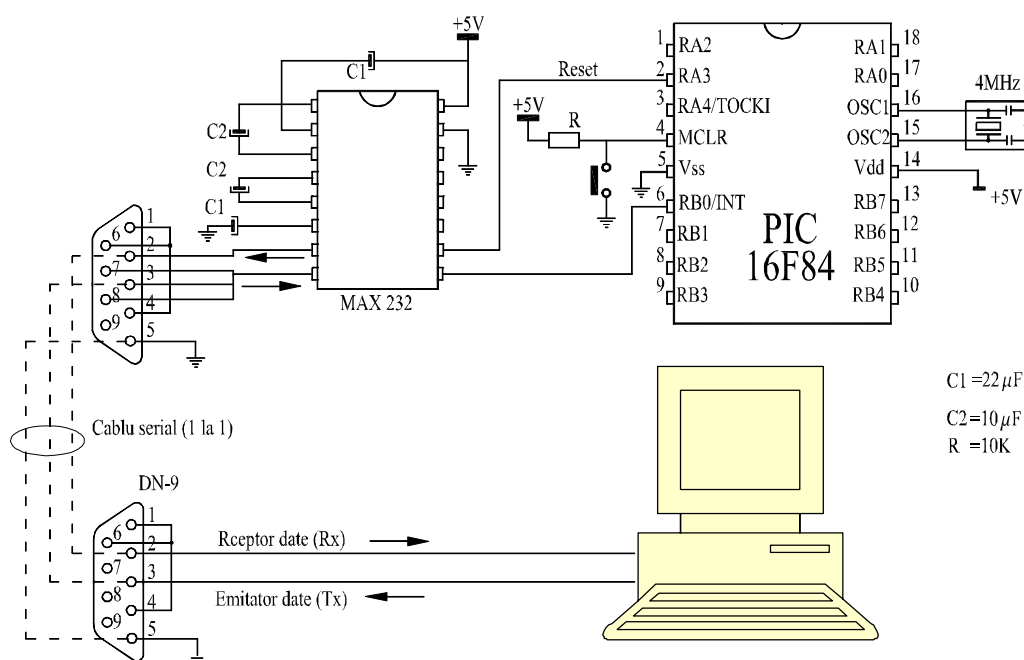 +5V
C1
C2
C2
C1
MAX 232
Reset
+5V
R
1 RA2
2 RA3
3 RA4/TOCKI
4 MCLR
5 Vss
6 RB0/INT
7 RB1
8 RB2
9 RB3
PIC
16F84
RA1 18
RA0 17
OSC1 16
OSC2 15
Vdd 14
RB7 13
RB6 12
RB5 11
RB4 10
4MHz
+5V
1
6
2
7
3
8
4
9
5
Cablu serial (1 la 1)
DN-9
1
6
2
7
3
8
4
9
5
Rceptor date (Rx)
Emitator date (Tx)
C1 =22µF
C2=10µF
R =10K